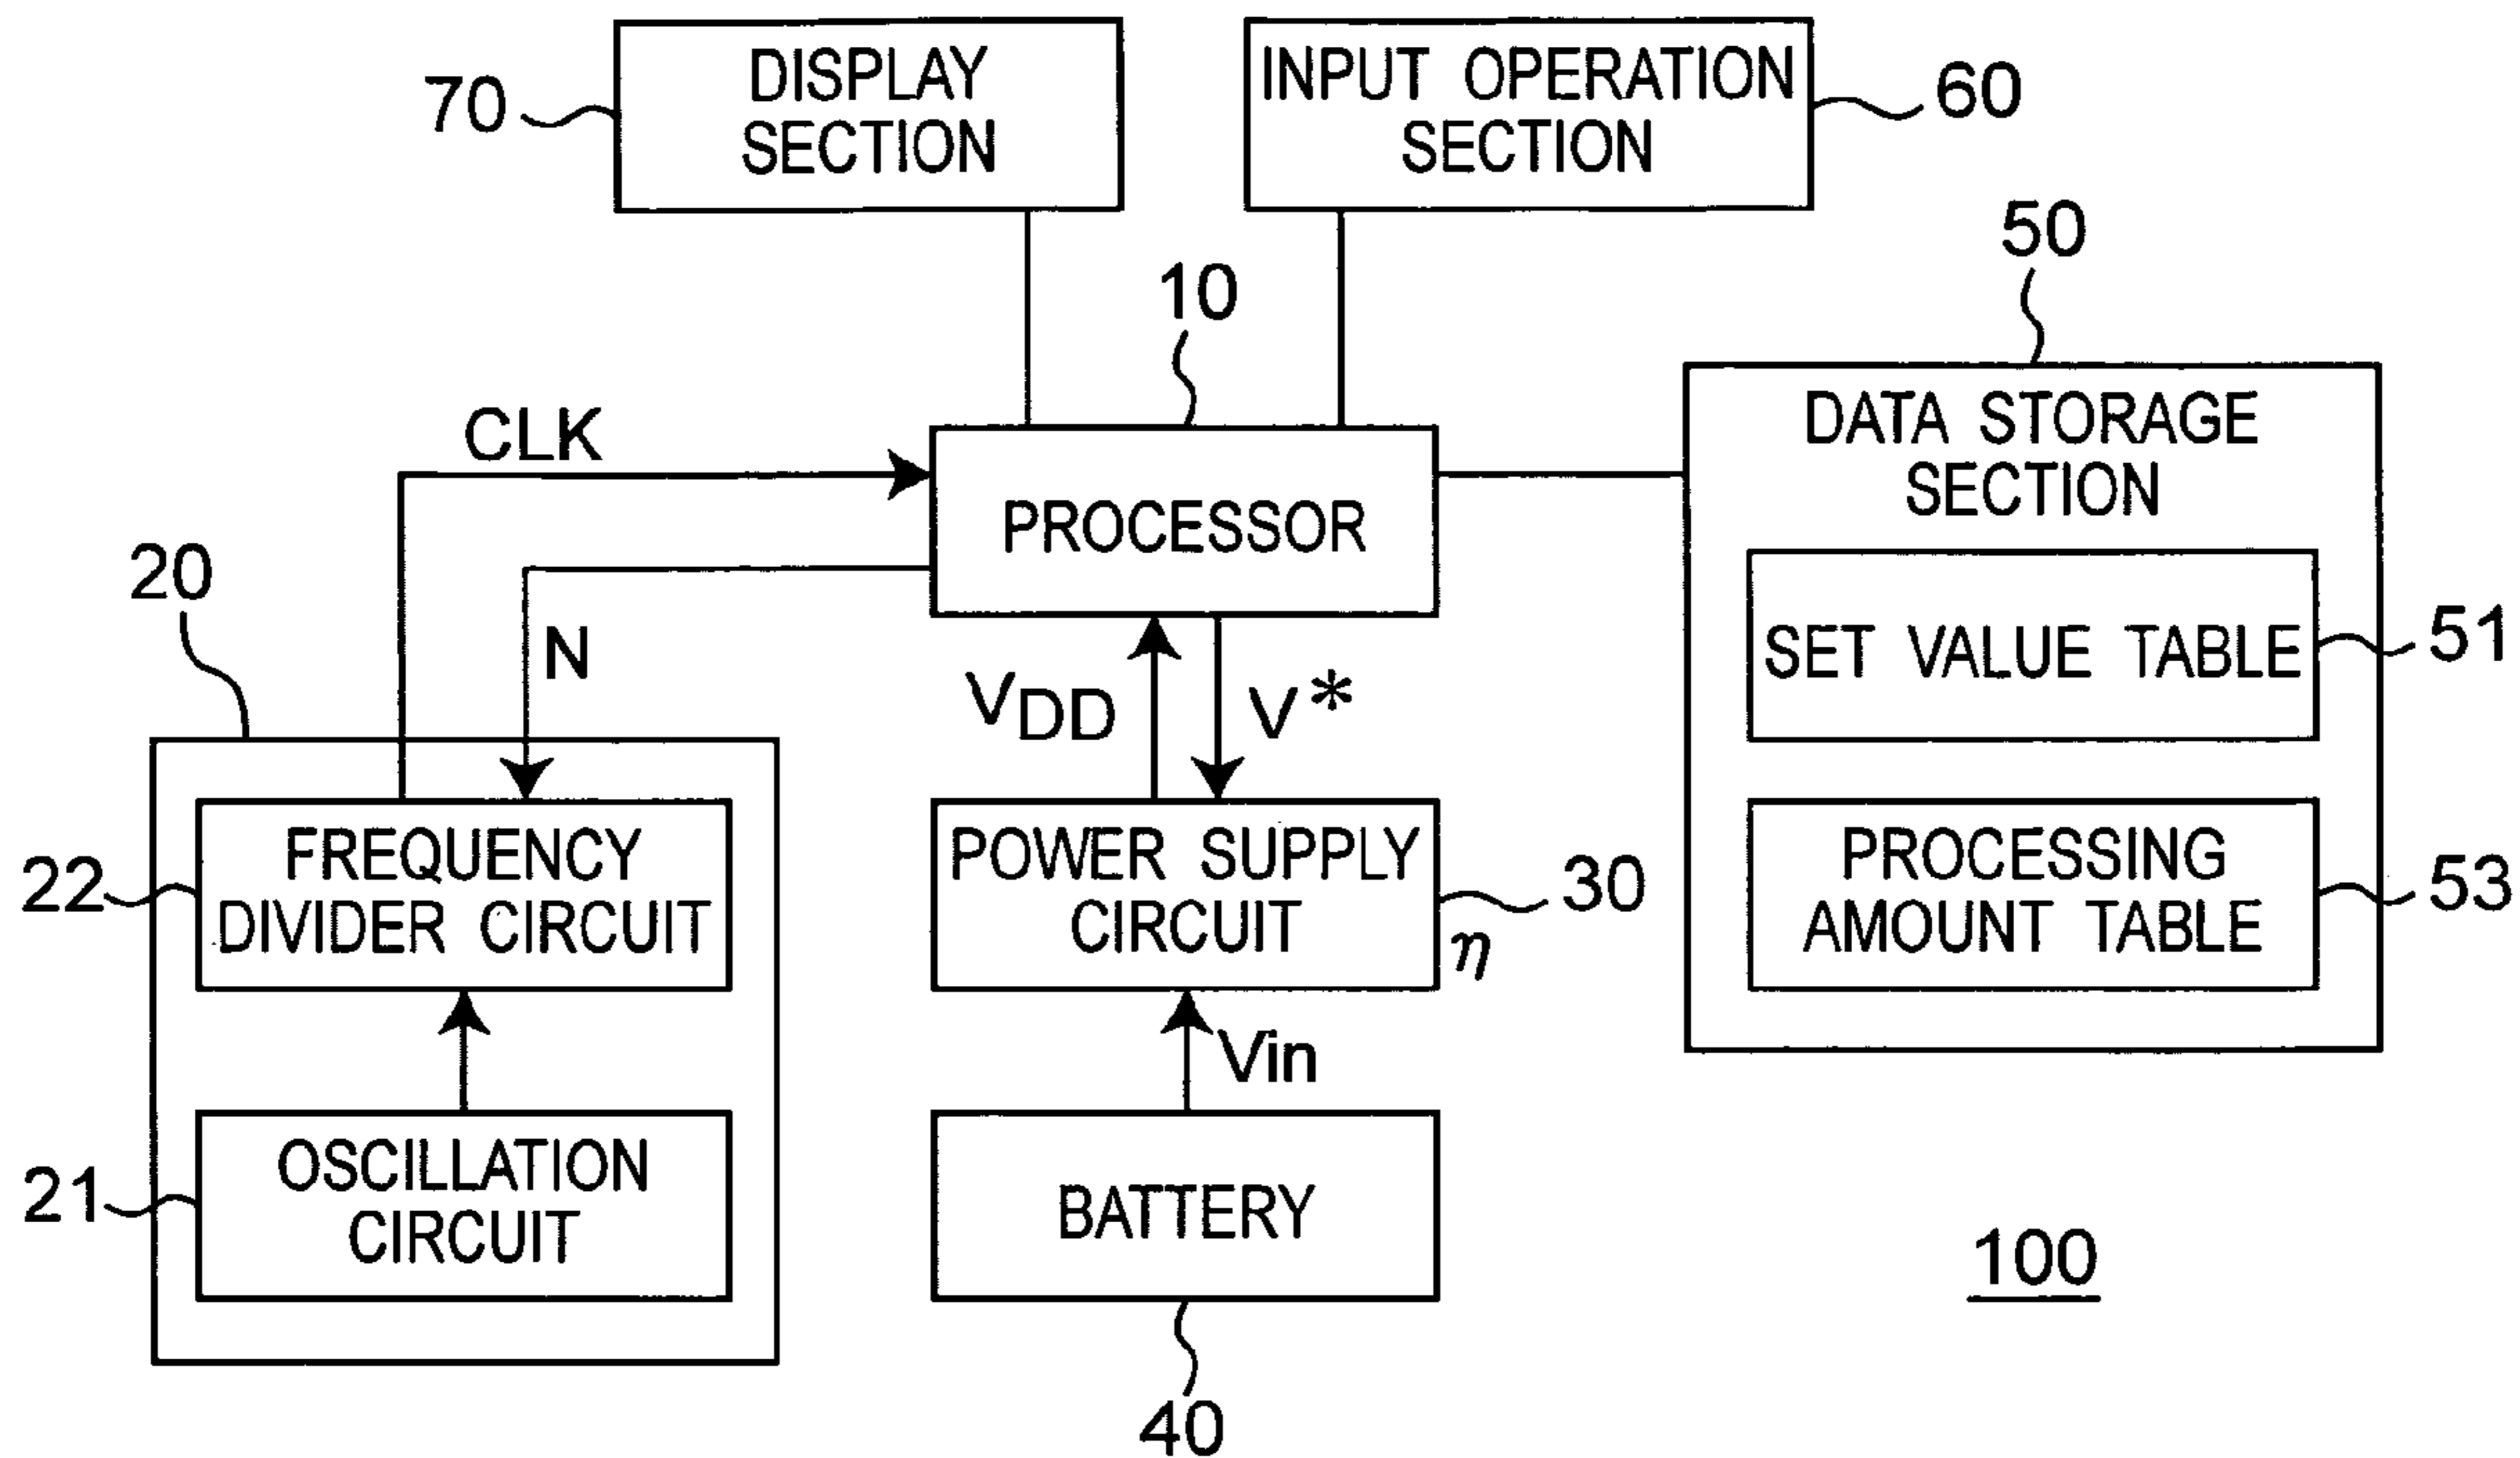 DISPLAY
SECTION
70
INPUT OPERATION
SECTION
60
50
10
DATA STORAGE
SECTION
CLK
PROCESSOR
20
N
SET VALUE TABLE
51
VDD
V*
FREQUENCY
DIVIDER CIRCUIT
22
POWER SUPPLY
CIRCUIT
30
η
PROCESSING
AMOUNT TABLE
53
Vin
OSCILLATION
CIRCUIT
21
BATTERY
100
40